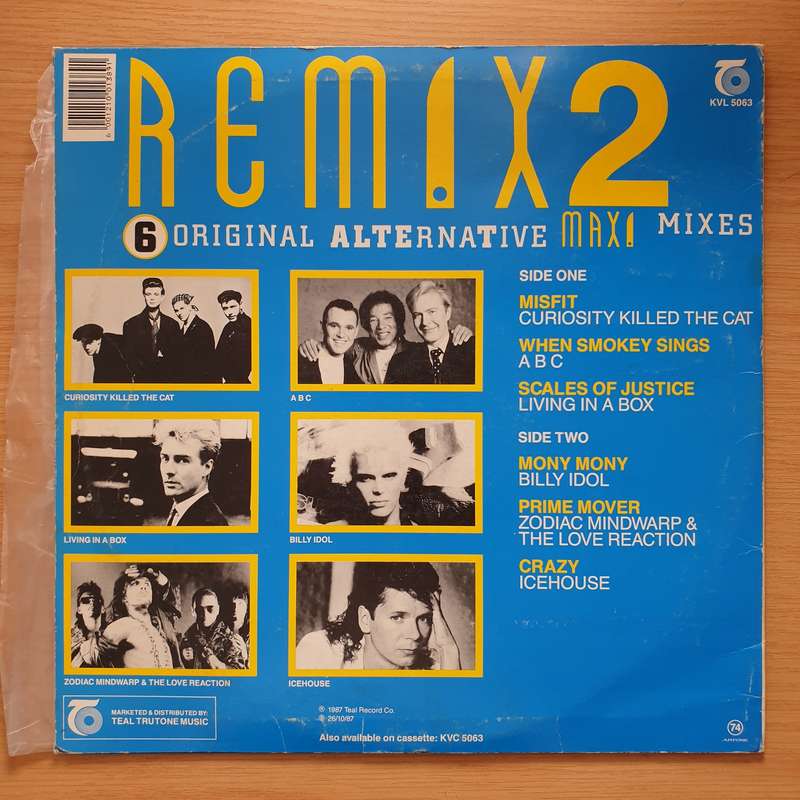 6001210013891
REMIX 2
KVL 5063
6 ORIGINAL ALTERNATIVE MAXI MIXES
CURIOSITY KILLED THE CAT
A B C
LIVING IN A BOX
BILLY IDOL
ZODIAC MINDWARP & THE LOVE REACTION
ICEHOUSE
SIDE ONE
MISFIT
CURIOSITY KILLED THE CAT
WHEN SMOKEY SINGS
A B C
SCALES OF JUSTICE
LIVING IN A BOX
SIDE TWO
MONY MONY
BILLY IDOL
PRIME MOVER
ZODIAC MINDWARP &
THE LOVE REACTION
CRAZY
ICEHOUSE
MARKETED & DISTRIBUTED BY:
TEAL TRUTONE MUSIC
℗ 1987 Teal Record Co.
26/10/87
Also available on cassette: KVC 5063
74